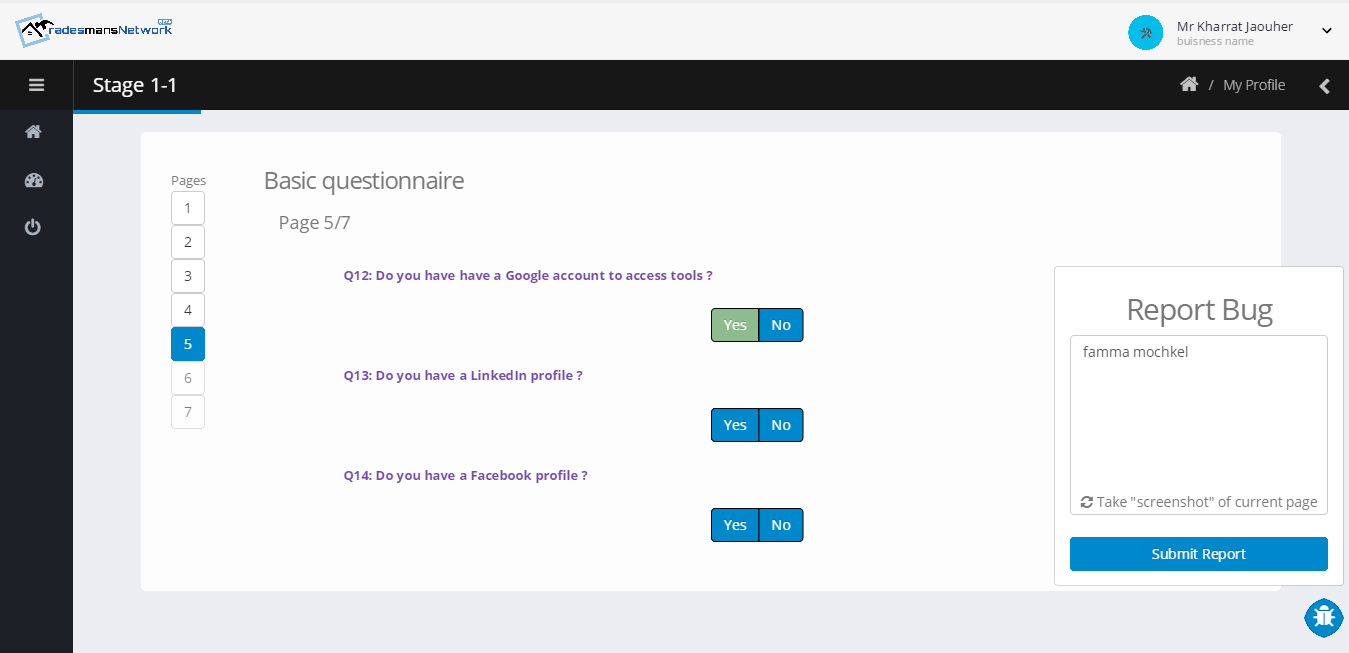 radesmansNetwork
Mr Kharrat Jaouher
buisness name
Stage 1-1
/ My Profile
Pages
1
2
3
4
5
6
7
Basic questionnaire
Page 5/7
Q12: Do you have have a Google account to access tools ?
Yes No
Q13: Do you have a LinkedIn profile ?
Yes No
Q14: Do you have a Facebook profile ?
Yes No
Report Bug
famma mochkel
Take "screenshot" of current page
Submit Report